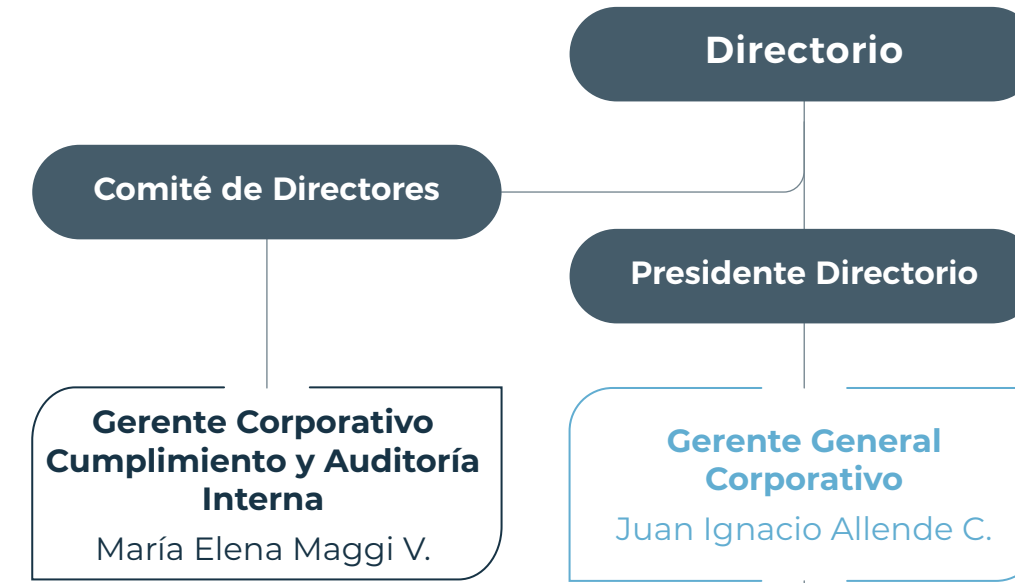 Directorio
Comité de Directores
Presidente Directorio
Gerente Corporativo
Cumplimiento y Auditoría
Interna
María Elena Maggi V.
Gerente General
Corporativo
Juan Ignacio Allende C.